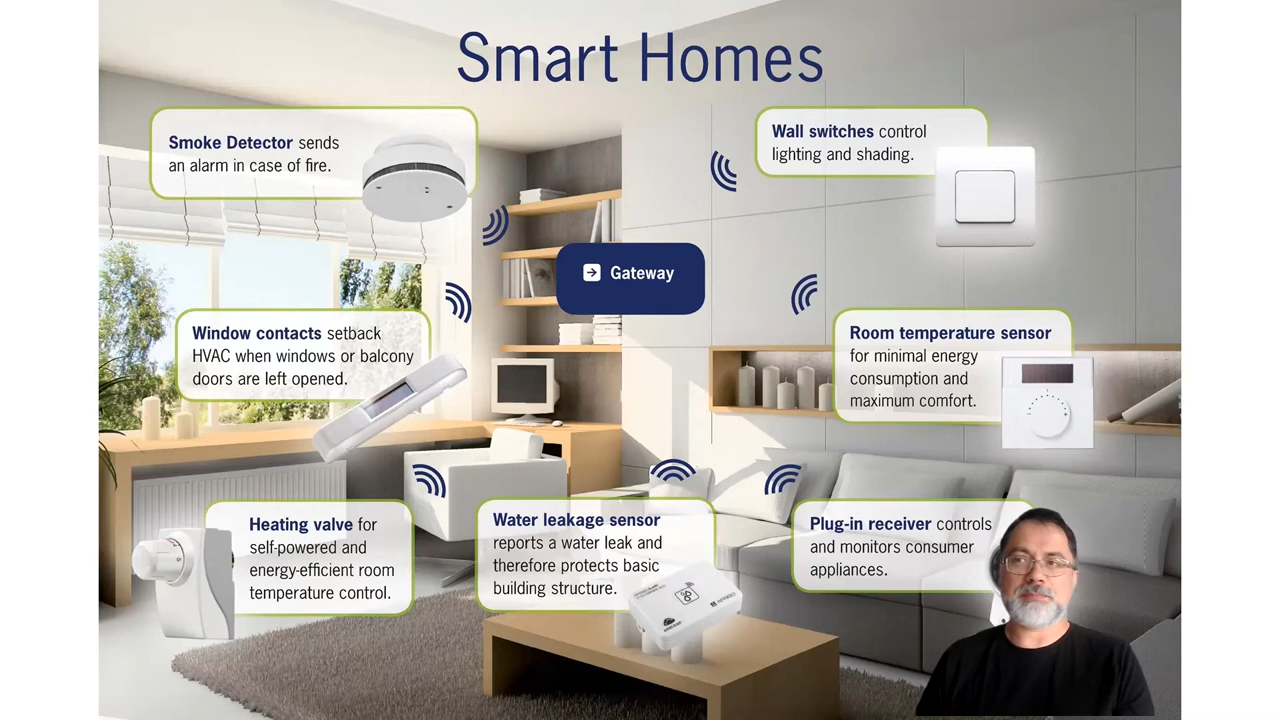 Smart Homes
Smoke Detector sends
an alarm in case of fire.
Wall switches control
lighting and shading.
Gateway
Window contacts setback
HVAC when windows or balcony
doors are left opened.
Room temperature sensor
for minimal energy
consumption and
maximum comfort.
Heating valve for
self-powered and
energy-efficient room
temperature control.
Water leakage sensor
reports a water leak and
therefore protects basic
building structure.
Plug-in receiver controls
and monitors consumer
appliances.